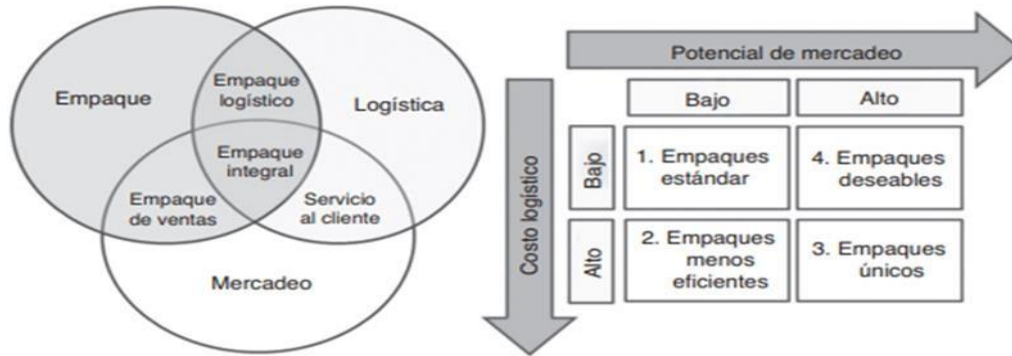 Empaque
Empaque
logístico
Logística
Empaque
integral
Empaque
de ventas
Servicio
al cliente
Mercadeo
Potencial de mercadeo
Bajo
Alto
Costo logístico
Bajo
1. Empaques
estándar
4. Empaques
deseables
Alto
2. Empaques
menos
eficientes
3. Empaques
únicos